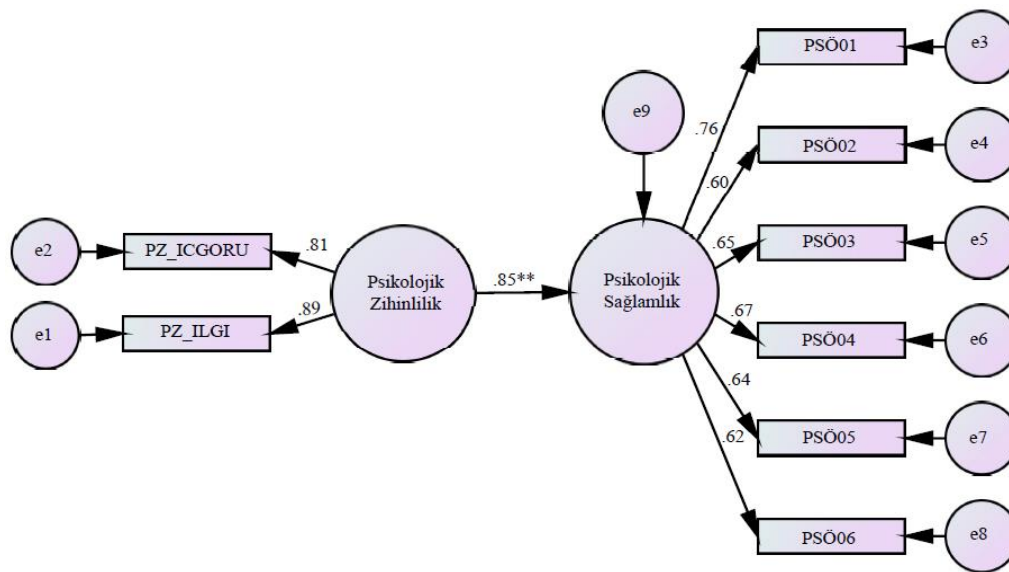 PSÖ01
e3
e9
.76
PSÖ02
e4
.60
e2
PZ_ICGORU
.81
Psikolojik
Zihinlilik
.85**
Psikolojik
Sağlamlık
.65
PSÖ03
e5
e1
PZ_ILGI
.89
.67
PSÖ04
e6
.64
.62
PSÖ05
e7
PSÖ06
e8